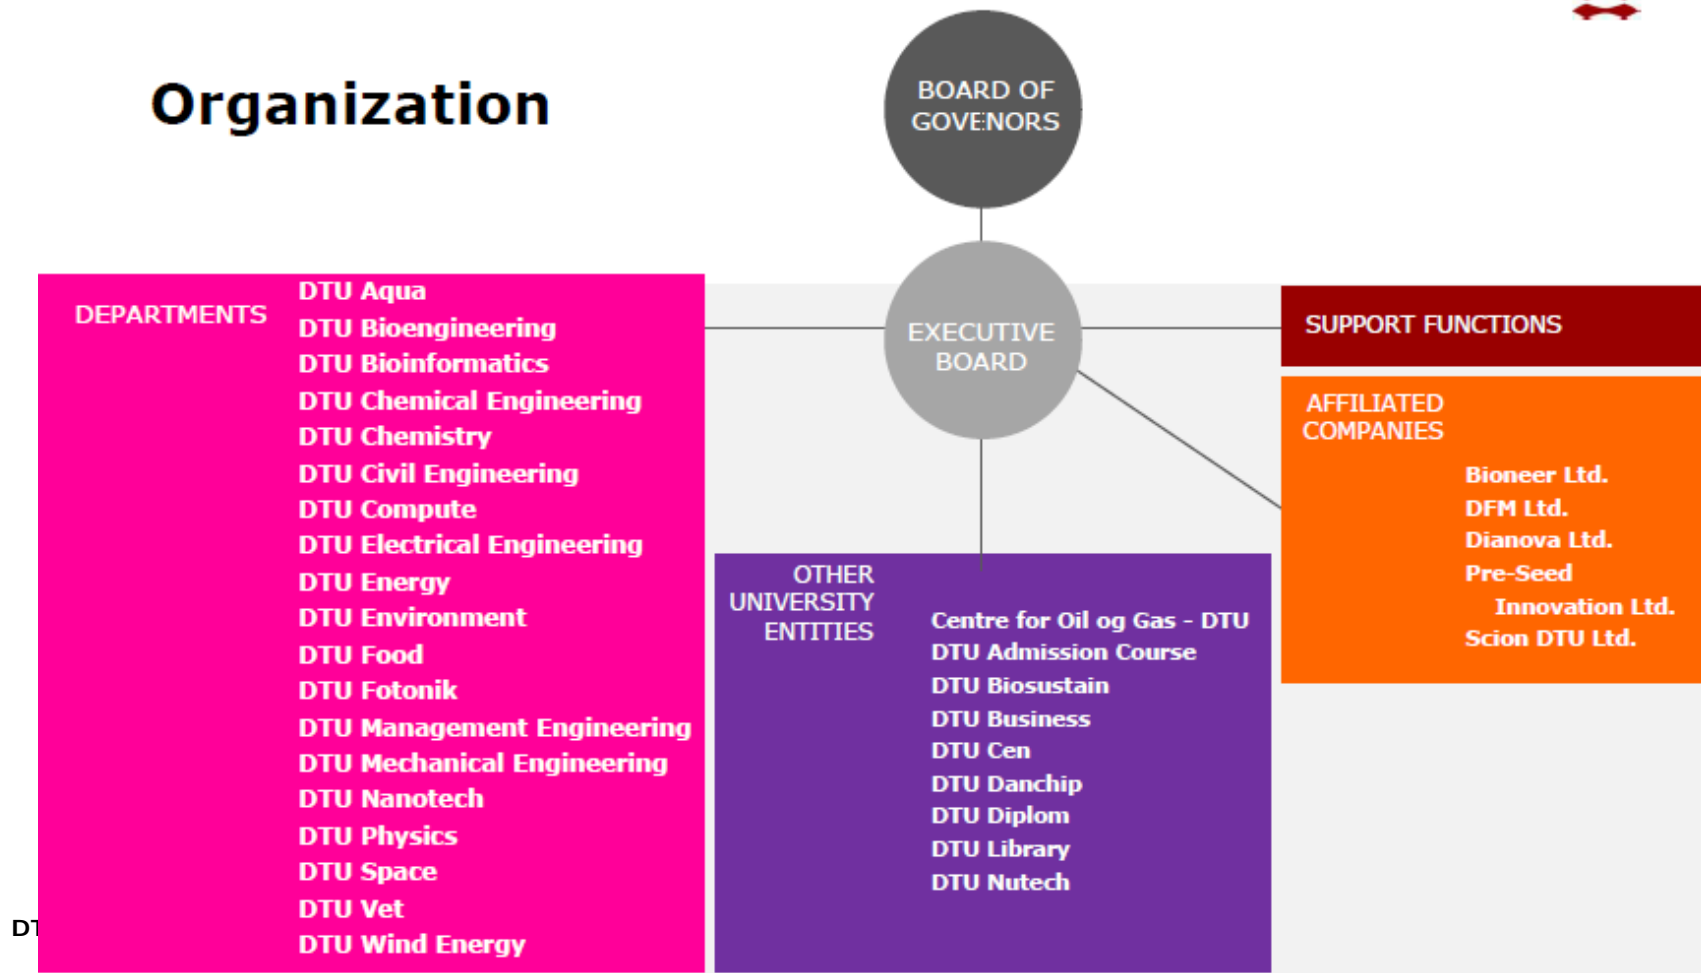 Organization
BOARD OF
GOVENORS
EXECUTIVE
BOARD
DEPARTMENTS
DTU Aqua
DTU Bioengineering
DTU Bioinformatics
DTU Chemical Engineering
DTU Chemistry
DTU Civil Engineering
DTU Compute
DTU Electrical Engineering
DTU Energy
DTU Environment
DTU Food
DTU Fotonik
DTU Management Engineering
DTU Mechanical Engineering
DTU Nanotech
DTU Physics
DTU Space
DTU Vet
DTU Wind Energy
OTHER
UNIVERSITY
ENTITIES
Centre for Oil og Gas - DTU
DTU Admission Course
DTU Biosustain
DTU Business
DTU Cen
DTU Danchip
DTU Diplom
DTU Library
DTU Nutech
SUPPORT FUNCTIONS
AFFILIATED
COMPANIES
Bioneer Ltd.
DFM Ltd.
Dianova Ltd.
Pre-Seed
Innovation Ltd.
Scion DTU Ltd.